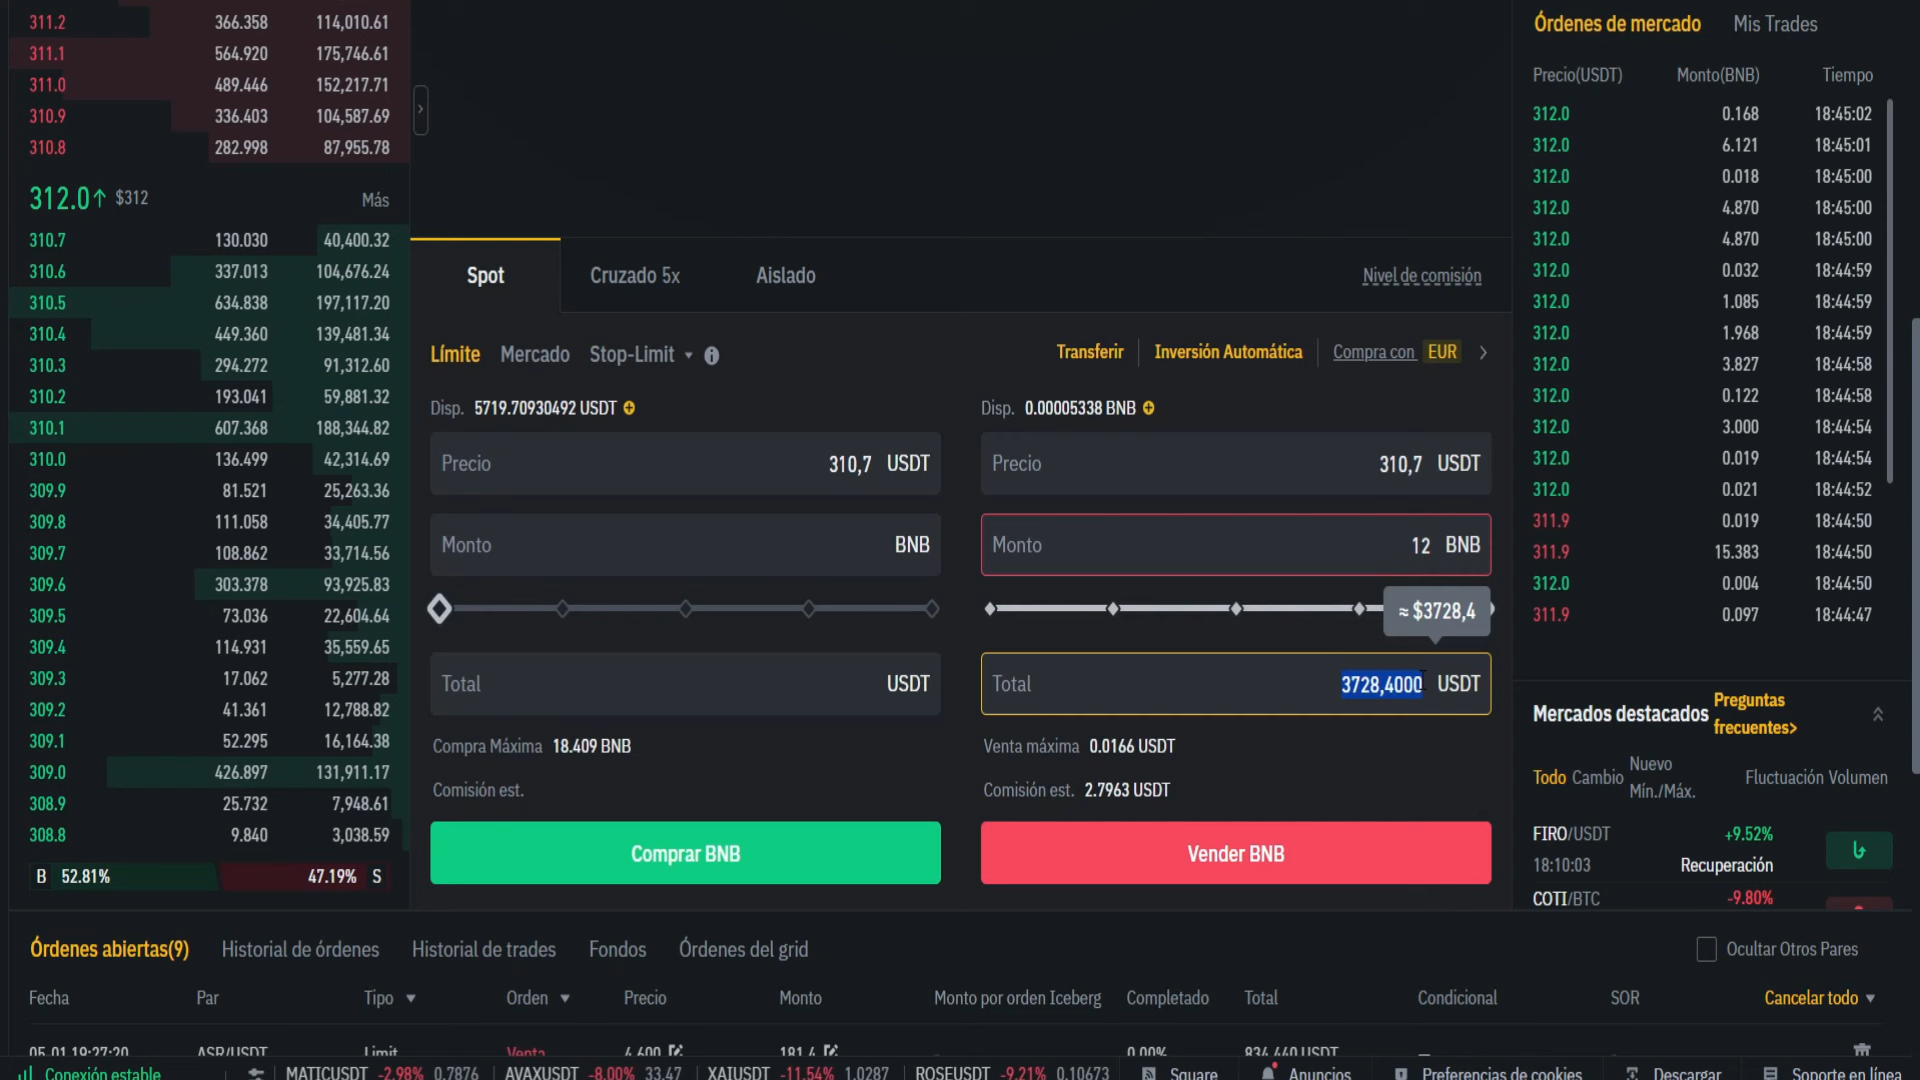 311.2 366.358 114,010.61
311.1 564.920 175,746.61
311.0 489.446 152,217.71
310.9 336.403 104,587.69
310.8 282.998 87,955.78
312.0↑ $312 Más
310.7 130.030 40,400.32
310.6 337.013 104,676.24
310.5 634.838 197,117.20
310.4 449.360 139,481.34
310.3 294.272 91,312.60
310.2 193.041 59,881.32
310.1 607.368 188,344.82
310.0 136.499 42,314.69
309.9 81.521 25,263.36
309.8 111.058 34,405.77
309.7 108.862 33,714.56
309.6 303.378 93,925.83
309.5 73.036 22,604.64
309.4 114.931 35,559.65
309.3 17.062 5,277.28
309.2 41.361 12,788.82
309.1 52.295 16,164.38
309.0 426.897 131,911.17
308.9 25.732 7,948.61
308.8 9.840 3,038.59
B 52.81% 47.19% S
Spot Cruzado 5x Aislado Nivel de comisión
Límite Mercado Stop-Limit Transferir Inversión Automática Compra con EUR
Disp. 5719.70930492 USDT
Precio 310,7 USDT
Monto BNB
Total USDT
Compra Máxima 18.409 BNB
Comisión est.
Comprar BNB
Disp. 0.00005338 BNB
Precio 310,7 USDT
Monto 12 BNB
≈ $3728,4
Total 3728,4000 USDT
Venta máxima 0.0166 USDT
Comisión est. 2.7963 USDT
Vender BNB
Órdenes de mercado Mis Trades
Precio(USDT) Monto(BNB) Tiempo
312.0 0.168 18:45:02
312.0 6.121 18:45:01
312.0 0.018 18:45:00
312.0 4.870 18:45:00
312.0 4.870 18:45:00
312.0 0.032 18:44:59
312.0 1.085 18:44:59
312.0 1.968 18:44:59
312.0 3.827 18:44:58
312.0 0.122 18:44:58
312.0 3.000 18:44:54
312.0 0.019 18:44:54
312.0 0.021 18:44:52
311.9 0.019 18:44:50
311.9 15.383 18:44:50
312.0 0.004 18:44:50
311.9 0.097 18:44:47
Mercados destacados Preguntas
frecuentes>
Todo Cambio Nuevo
Mín./Máx. Fluctuación Volumen
FIRO/USDT +9.52%
18:10:03 Recuperación
COTI/BTC -9.80%
Órdenes abiertas(9) Historial de órdenes Historial de trades Fondos Órdenes del grid Ocultar Otros Pares
Fecha Par Tipo Orden Precio Monto Monto por orden Iceberg Completado Total Condicional SOR Cancelar todo
05-01 19:27:20 ASR/USDT Limit Venta 4.600 181.4 0.00% 834.440 USDT
Conexión estable MATICUSDT -2.98% 0.7876 AVAXUSDT -8.00% 33.47 XAIUSDT -11.54% 1.0287 ROSEUSDT -9.21% 0.10673 Square Anuncios Preferencias de cookies Descargar Soporte en línea